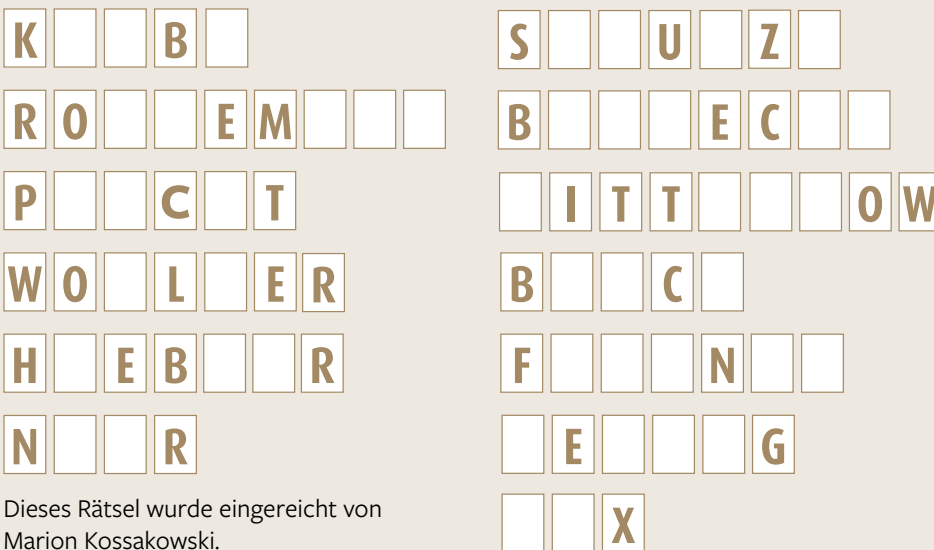 K B
RO EM
P C T
WO L ER
H EB R
N R
Dieses Rätsel wurde eingereicht von
Marion Kossakowski.
S U Z
B EC
ITT OW
B C
F N
E G
X